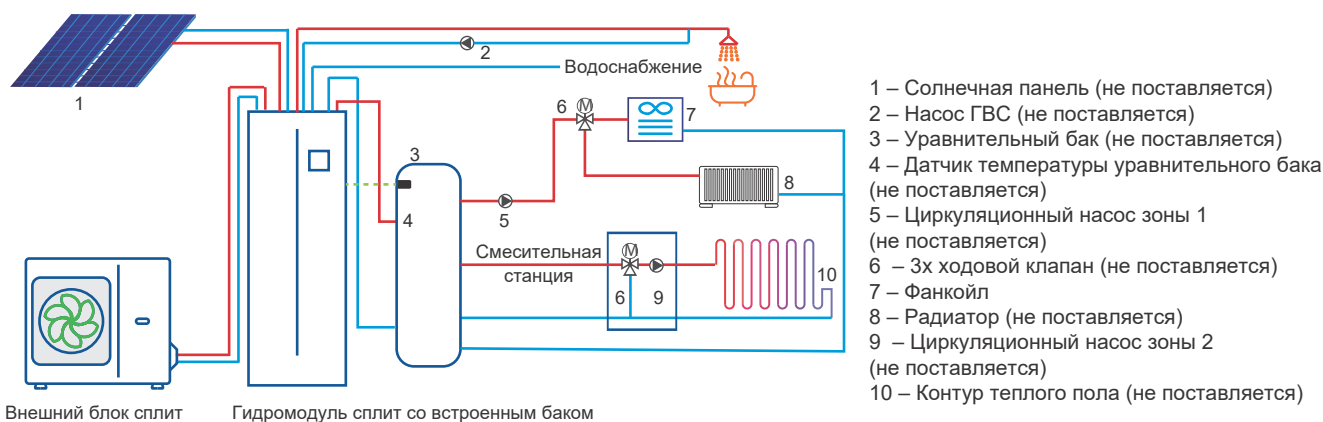 1
2
Водоснабжение
6
М
7
3
8
4
5
Смесительная
станция
М
6
9
10
Внешний блок сплит
Гидромодуль сплит со встроенным баком
1 – Солнечная панель (не поставляется)
2 – Насос ГВС (не поставляется)
3 – Уравнительный бак (не поставляется)
4 – Датчик температуры уравнительного бака
(не поставляется)
5 – Циркуляционный насос зоны 1
(не поставляется)
6 – 3х ходовой клапан (не поставляется)
7 – Фанкойл
8 – Радиатор (не поставляется)
9 – Циркуляционный насос зоны 2
(не поставляется)
10 – Контур теплого пола (не поставляется)